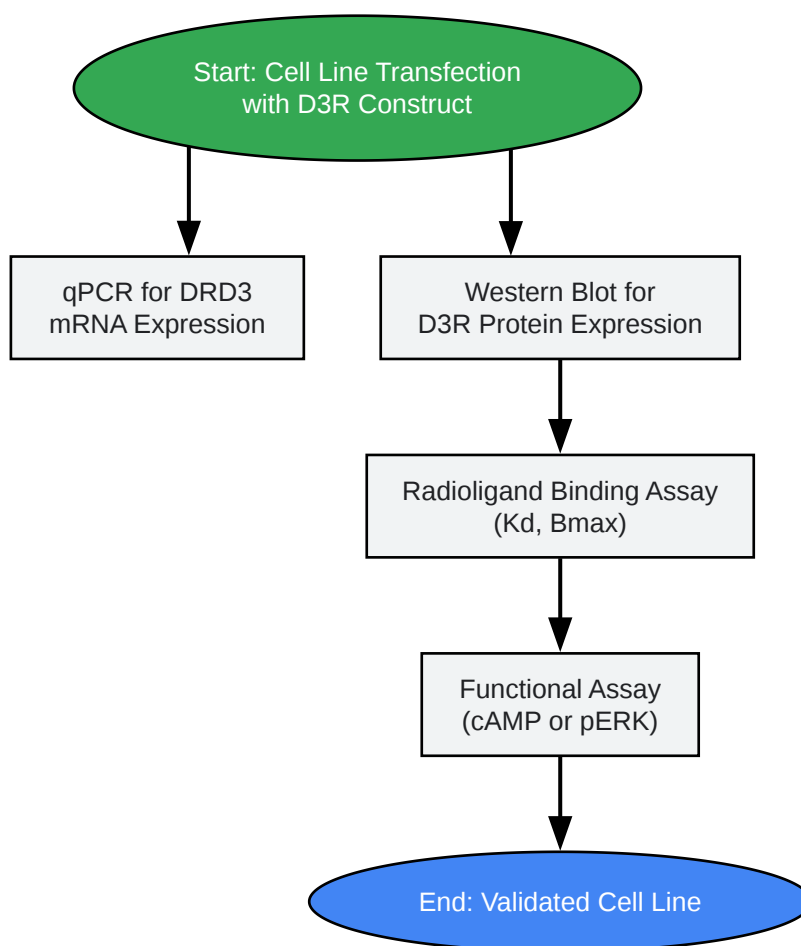 Start: Cell Line Transfection
with D3R Construct
qPCR for DRD3
mRNA Expression
Western Blot for
D3R Protein Expression
Radioligand Binding Assay
(Kd, Bmax)
Functional Assay
(cAMP or pERK)
End: Validated Cell Line